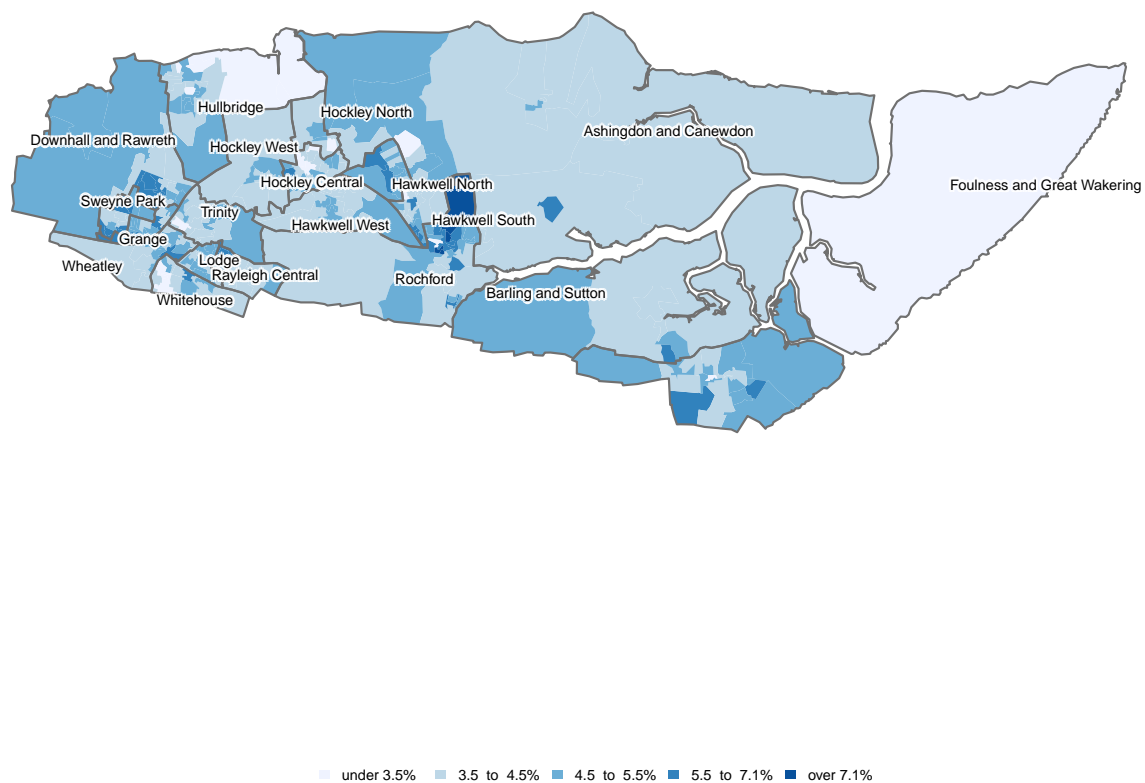 Hullbridge
Hockley North
Ashingdon and Canewdon
Downhall and Rawreth
Hockley West
Hockley Central
Hawkwell North
Foulness and Great Wakering
Sweyne Park
Trinity
Hawkwell South
Hawkwell West
Grange
Lodge
Wheatley
Rayleigh Central
Rochford
Barling and Sutton
Whitehouse
under 3.5% 3.5 to 4.5% 4.5 to 5.5% 5.5 to 7.1% over 7.1%